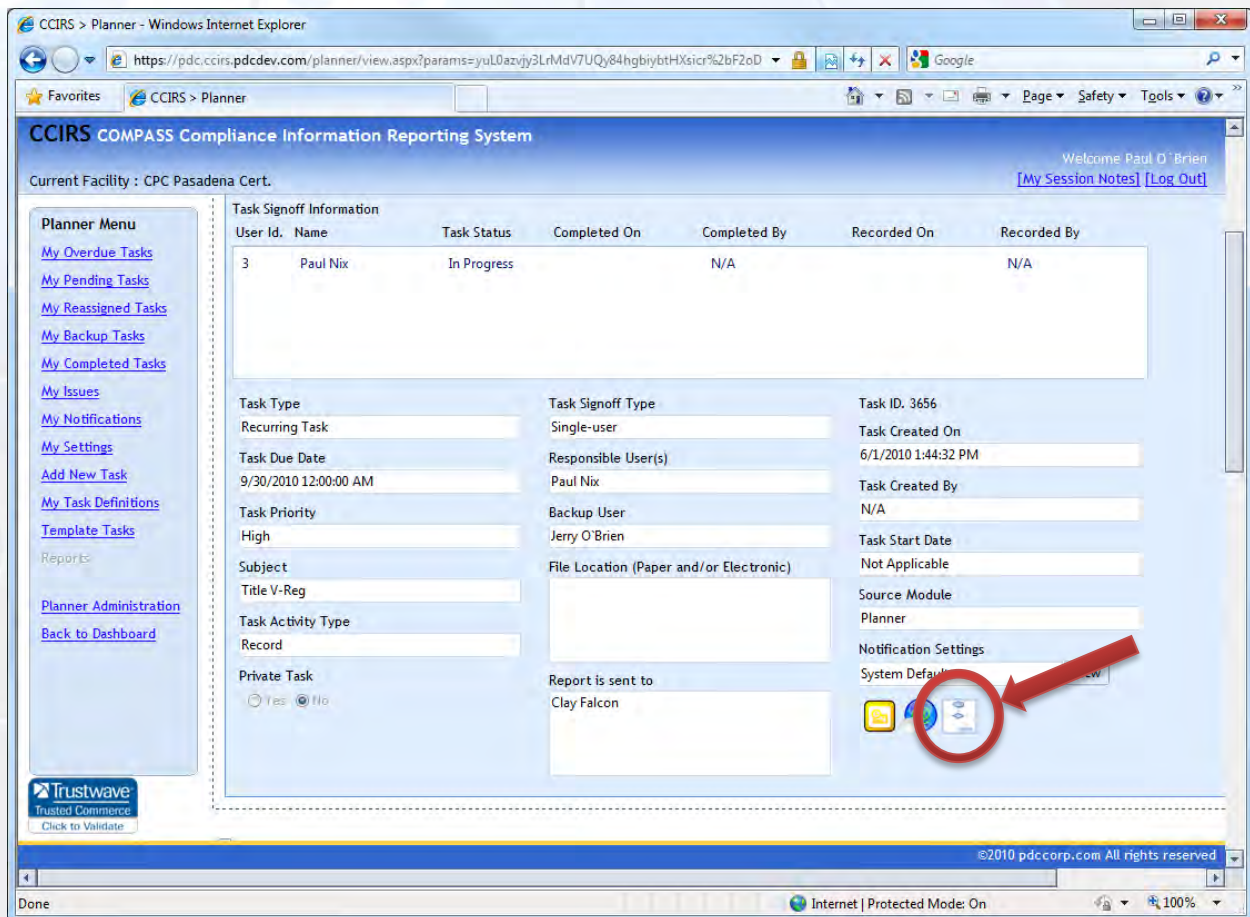 CCIRS > Planner - Windows Internet Explorer
https://pdc.ccirs.pdcdev.com/planner/view.aspx?params=yuL0azvjy3LrMdV7UQy84hgbiybtHXsicr%2bF2oD
Google
Favorites CCIRS > Planner Page Safety Tools
CCIRS COMPASS Compliance Information Reporting System
Welcome Paul O`Brien
Current Facility : CPC Pasadena Cert. [My Session Notes] [Log Out]
Planner Menu
My Overdue Tasks
My Pending Tasks
My Reassigned Tasks
My Backup Tasks
My Completed Tasks
My Issues
My Notifications
My Settings
Add New Task
My Task Definitions
Template Tasks
Reports
Planner Administration
Back to Dashboard
Trustwave
Trusted Commerce
Click to Validate
Task Signoff Information
User Id. Name Task Status Completed On Completed By Recorded On Recorded By
3 Paul Nix In Progress N/A N/A
Task Type
Recurring Task
Task Due Date
9/30/2010 12:00:00 AM
Task Priority
High
Subject
Title V-Reg
Task Activity Type
Record
Private Task
Yes No
Task Signoff Type
Single-user
Responsible User(s)
Paul Nix
Backup User
Jerry O`Brien
File Location (Paper and/or Electronic)
Report is sent to
Clay Falcon
Task ID. 3656
Task Created On
6/1/2010 1:44:32 PM
Task Created By
N/A
Task Start Date
Not Applicable
Source Module
Planner
Notification Settings
System Default
©2010 pdccorp.com All rights reserved
Done Internet | Protected Mode: On 100%